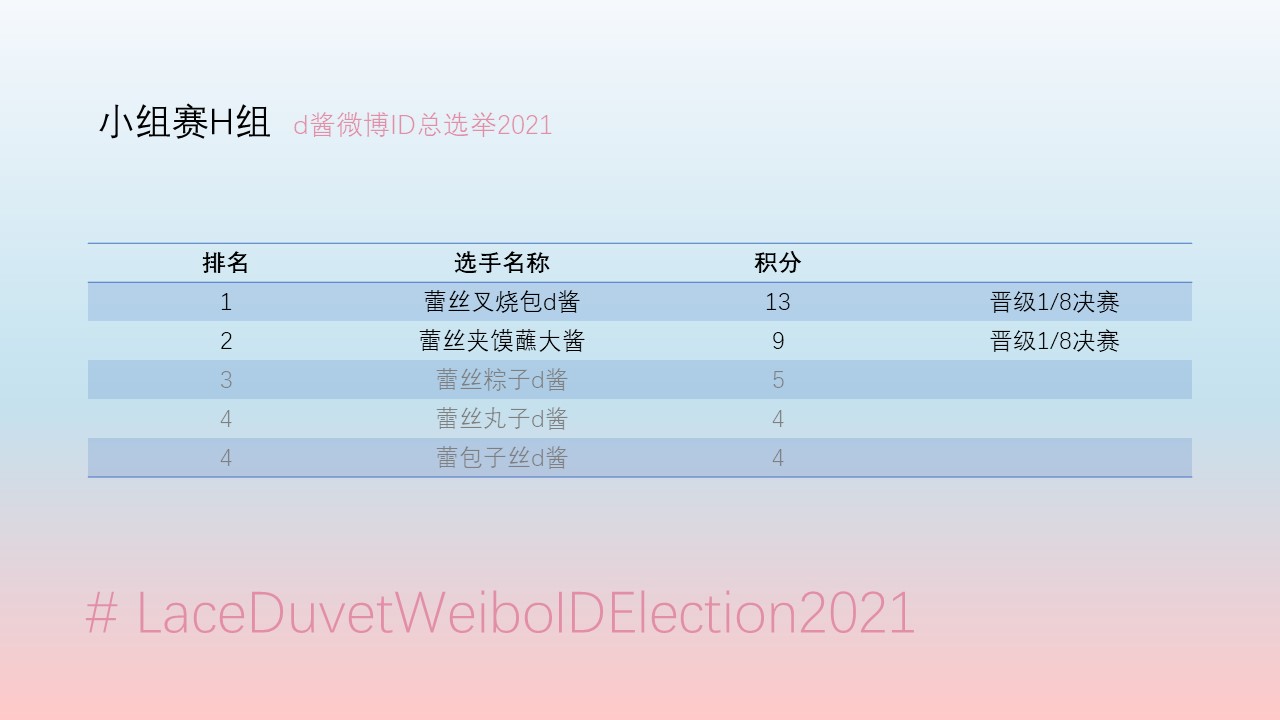 小组赛H组 d酱微博ID总选举2021
排名 选手名称 积分
1 蕾丝叉烧包d酱 13 晋级1/8决赛
2 蕾丝夹馍蘸大酱 9 晋级1/8决赛
3 蕾丝粽子d酱 5
4 蕾丝丸子d酱 4
4 蕾包子丝d酱 4
# LaceDuvetWeiboIDElection2021